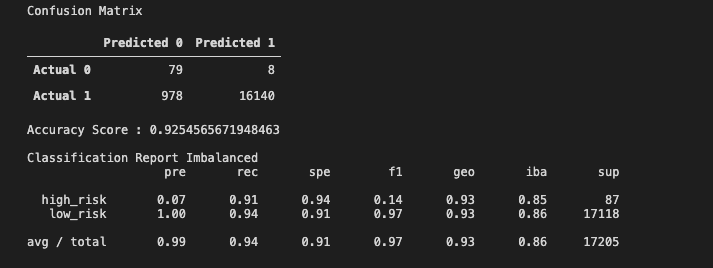 Confusion Matrix
Predicted 0 Predicted 1
Actual 0 79 8
Actual 1 978 16140
Accuracy Score : 0.9254565671948463
Classification Report Imbalanced
pre rec spe f1 geo iba sup
high_risk 0.07 0.91 0.94 0.14 0.93 0.85 87
low_risk 1.00 0.94 0.91 0.97 0.93 0.86 17118
avg / total 0.99 0.94 0.91 0.97 0.93 0.86 17205